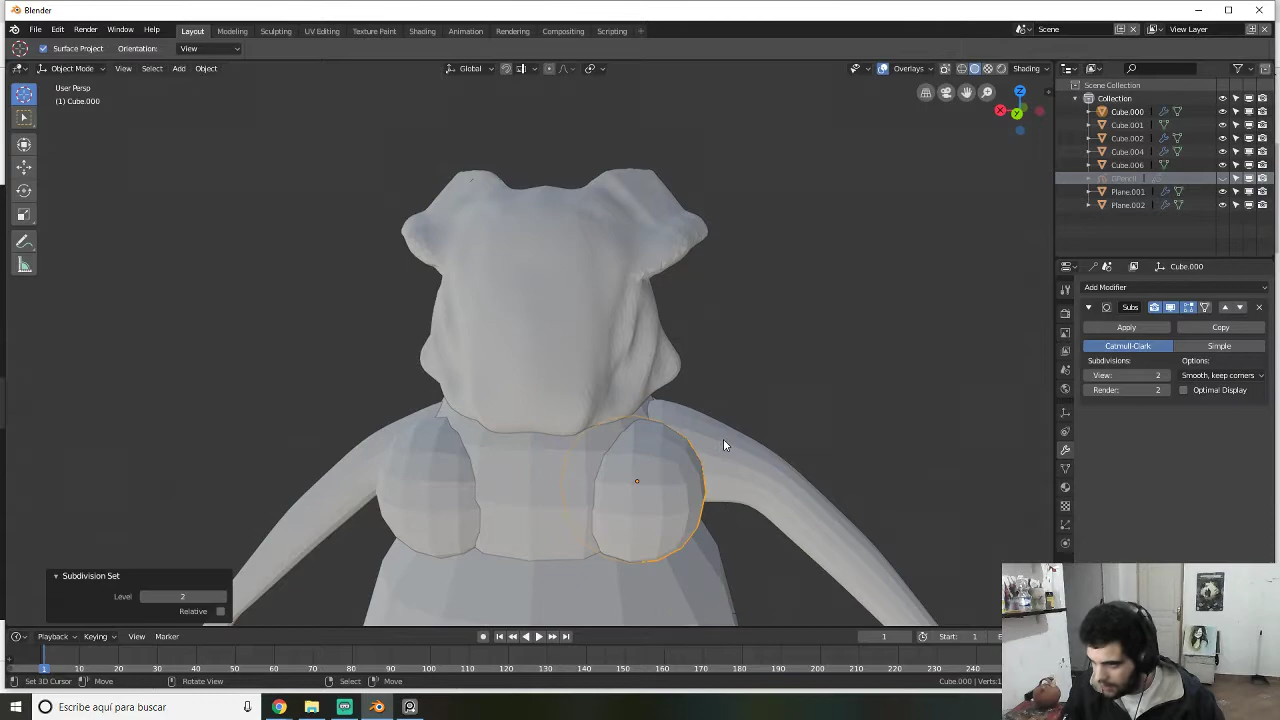 Blender
File Edit Render Window Help Layout Modeling Sculpting UV Editing Texture Paint Shading Animation Rendering Compositing Scripting + Scene View Layer
Surface Project Orientation: View
Object Mode View Select Add Object Global Overlays Shading
User Persp
(1) Cube.000
Scene Collection
Collection
Cube.000
Cube.001
Cube.002
Cube.004
Cube.006
GPencil
Plane.001
Plane.002
Cube.000
Add Modifier
Subs
Apply Copy
Catmull-Clark Simple
Subdivisions: Options:
View: 2 Smooth, keep corners
Render: 2 Optimal Display
Subdivision Set
Level 2
Relative
Playback Keying View Marker 1 Start: 1
1 10 20 30 40 50 60 70 80 90 100 110 120 130 140 150 160 170 180 190 200 210 220 230 240
Set 3D Cursor Move Rotate View Select Move Cube.000 | Verts:1
Escribe aquí para buscar